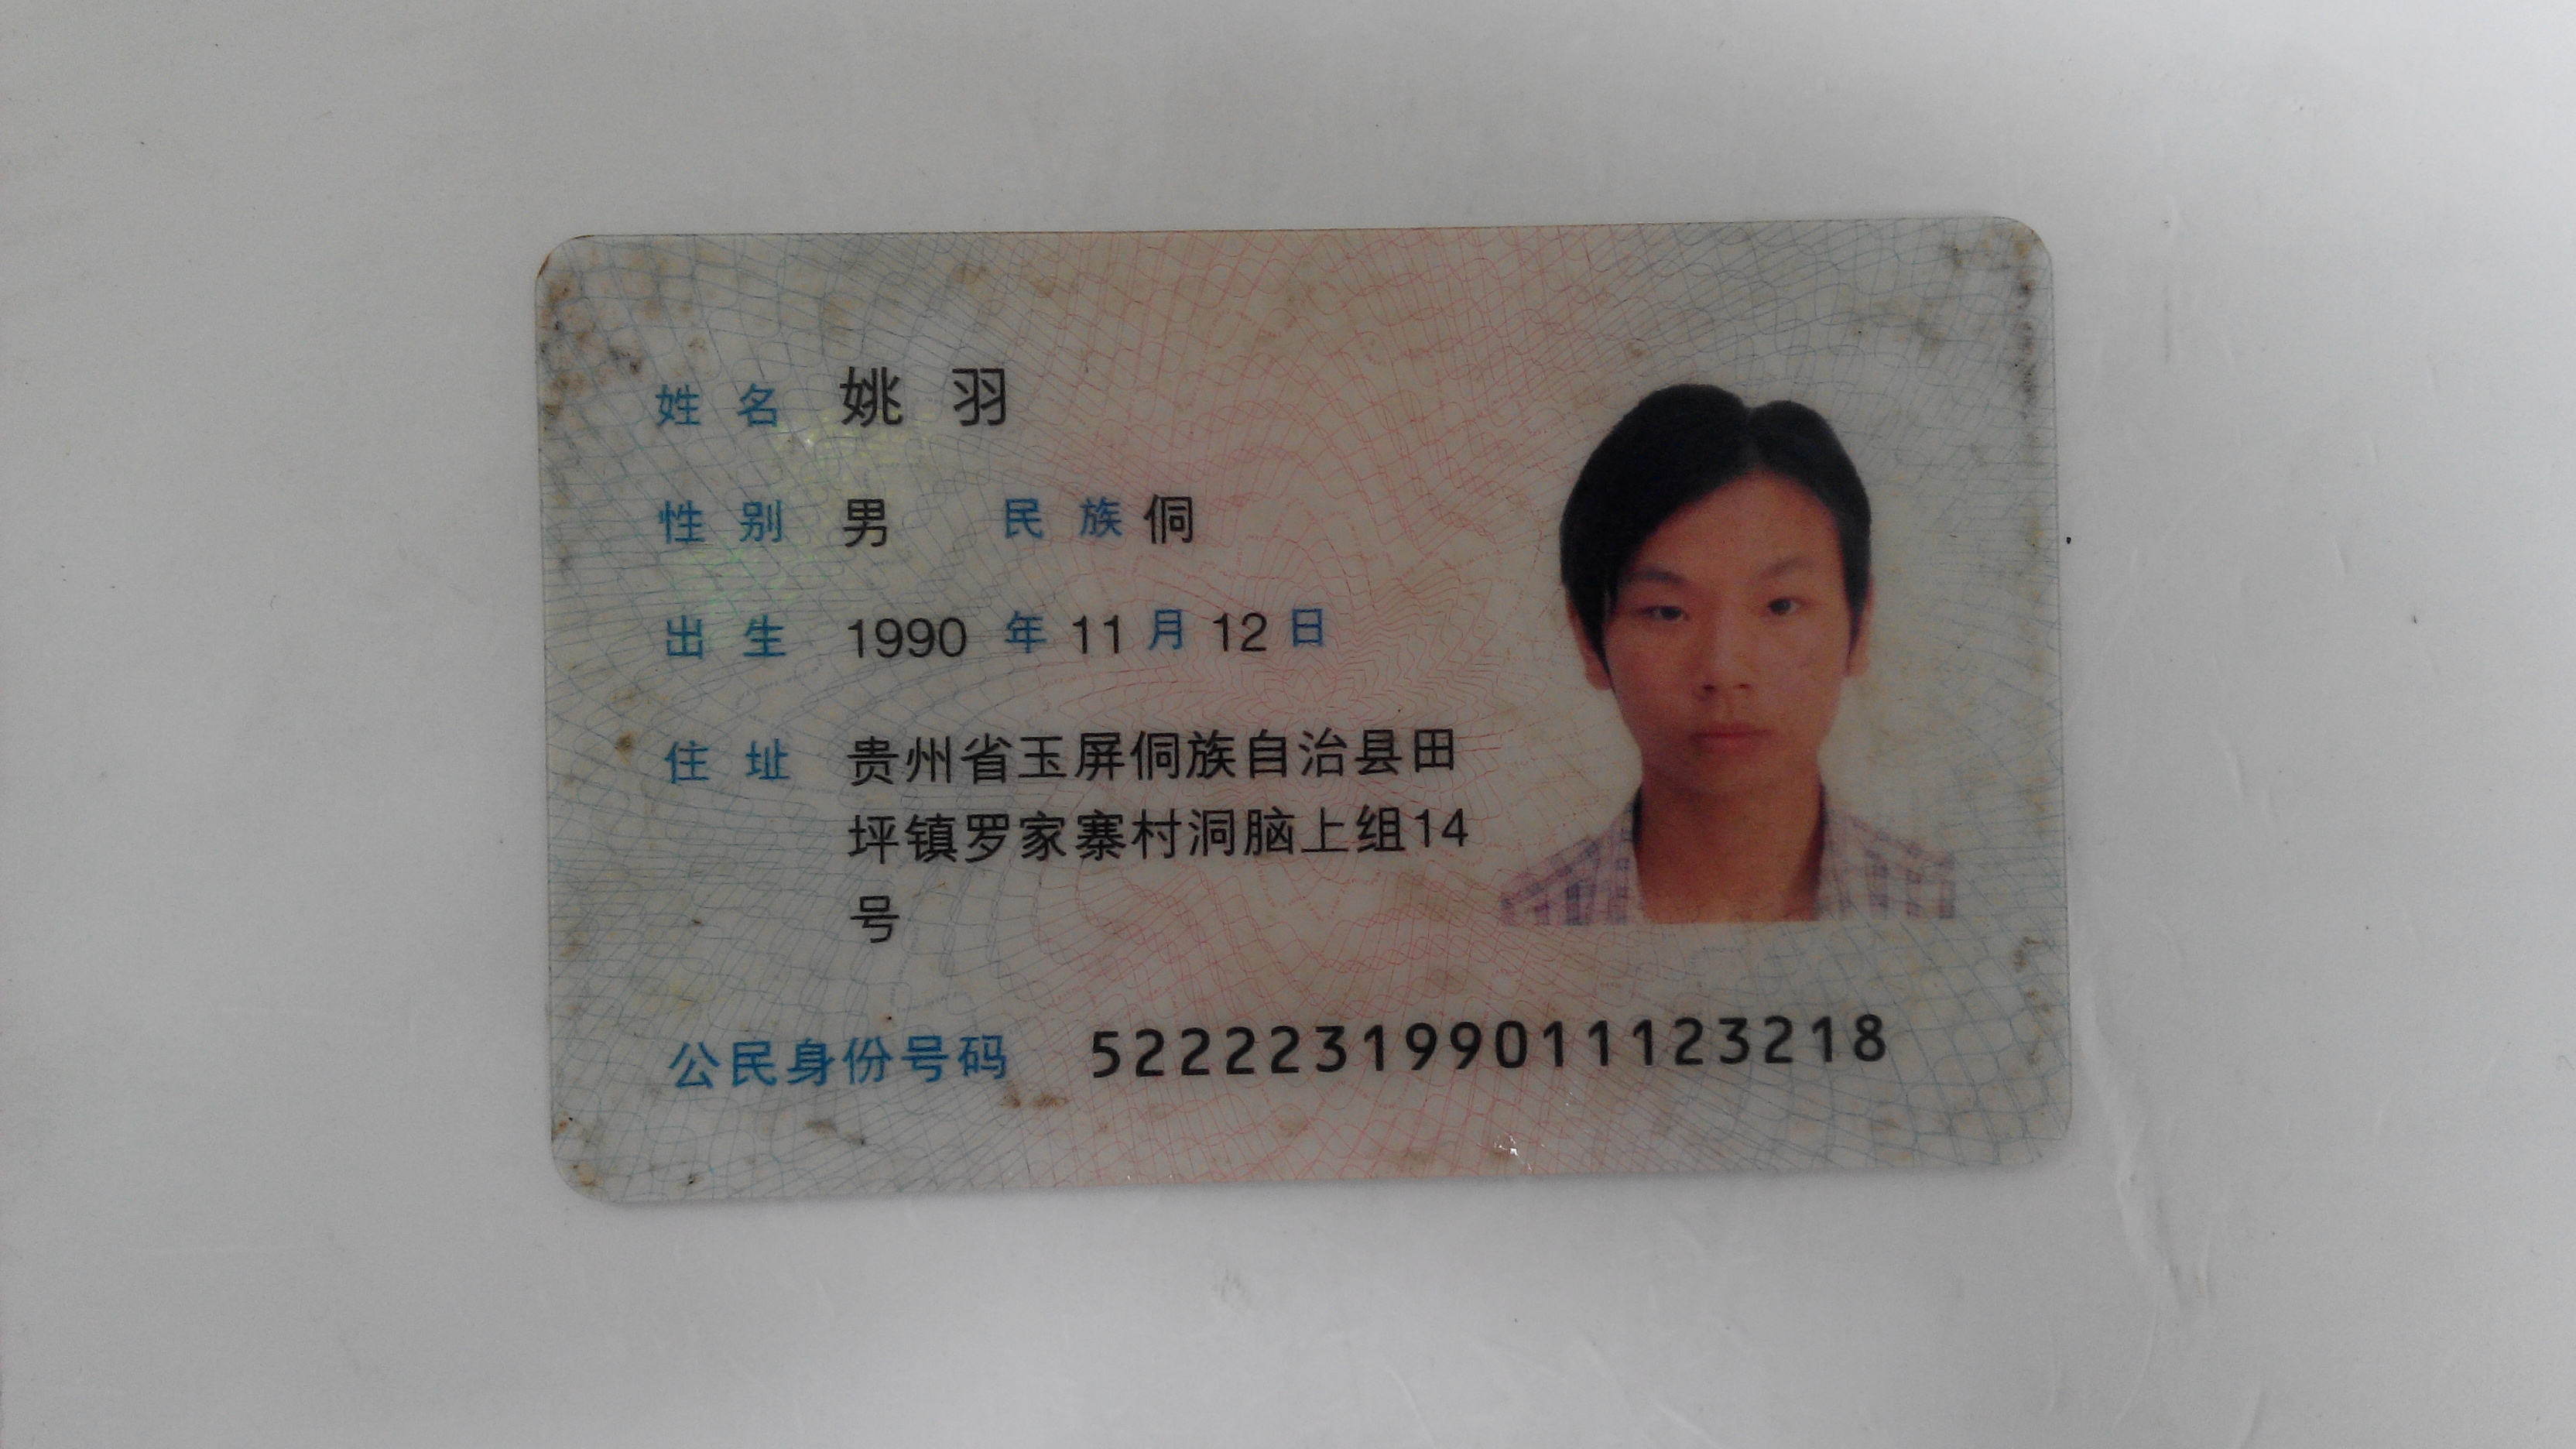 姓名 姚羽
性别 男 民族 侗
出生 1990 年 11 月 12 日
住址 贵州省玉屏侗族自治县田
坪镇罗家寨村洞脑上组14
号
公民身份号码 522223199011123218